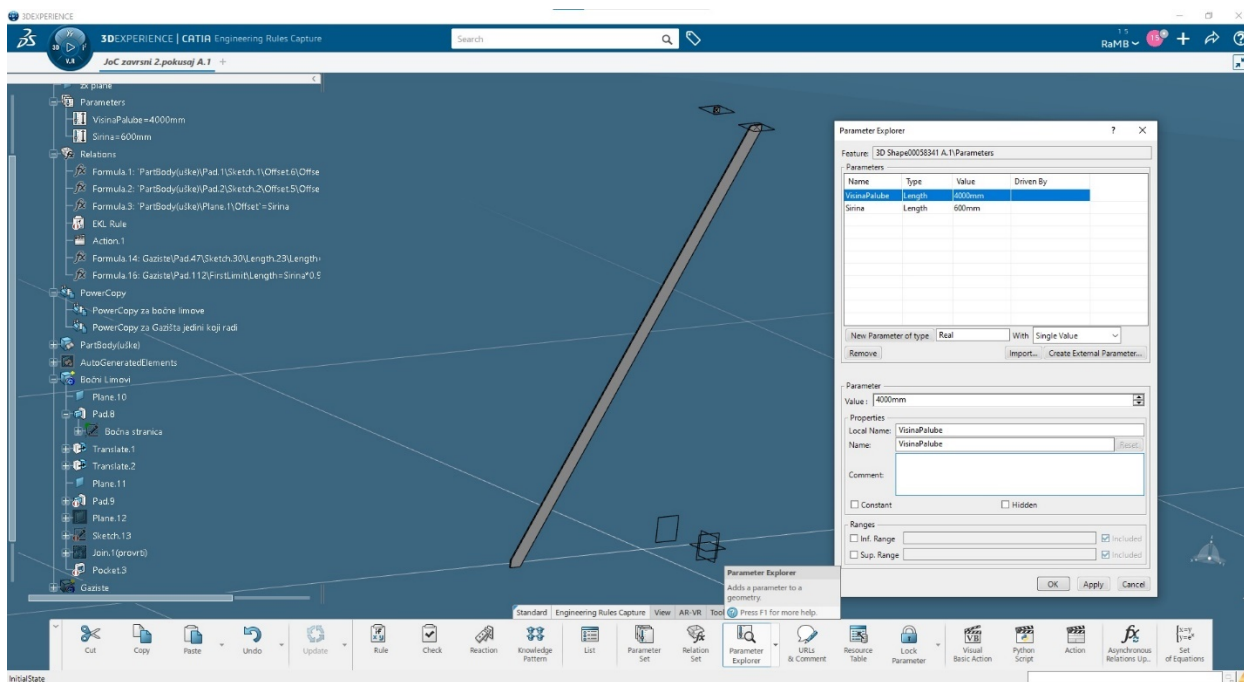 3DEXPERIENCE
3DEXPERIENCE | CATIA Engineering Rules Capture
Search
1 5
RaMB
15
3D
V.R
JoC zavrsni 2.pokusaj A.1 +
zx plane
Parameters
VisinaPalube=4000mm
Sirina=600mm
Relations
Formula.1: `PartBody(uške)\Pad.1\Sketch.1\Offset.6\Offse
Formula.2: `PartBody(uške)\Pad.2\Sketch.2\Offset.5\Offse
Formula.3: `PartBody(uške)\Plane.1\Offset`=Sirina
EKL Rule
Action.1
Formula.14: Gaziste\Pad.47\Sketch.30\Length.23\Length
Formula.16: Gaziste\Pad.112\FirstLimit\Length=Sirina*0.5
PowerCopy
PowerCopy za bočne limove
PowerCopy za Gazišta jedini koji radi
PartBody(uške)
AutoGeneratedElements
Bočni Limovi
Plane.10
Pad.8
Bočna stranica
Translate.1
Translate.2
Plane.11
Pad.9
Plane.12
Sketch.13
Join.1(provrti)
Pocket.3
Gaziste
Parameter Explorer ? X
Feature: 3D Shape00058341 A.1\Parameters
Parameters
Name Type Value Driven By
VisinaPalube Length 4000mm
Sirina Length 600mm
New Parameter of type Real With Single Value
Remove Import... Create External Parameter...
Parameter
Value : 4000mm
Properties
Local Name: VisinaPalube
Name: VisinaPalube Reset
Comment:
Constant Hidden
Ranges
Inf. Range Included
Sup. Range Included
OK Apply Cancel
Parameter Explorer
Adds a parameter to a
geometry.
Press F1 for more help.
Standard Engineering Rules Capture View AR-VR Tool
Cut Copy Paste Undo Update Rule Check Reaction Knowledge Pattern List Parameter Set Relation Set Parameter Explorer URLs & Comment Resource Table Lock Parameter Visual Basic Action Python Script Action Asynchronous Relations Up.. Set of Equations
InitialState